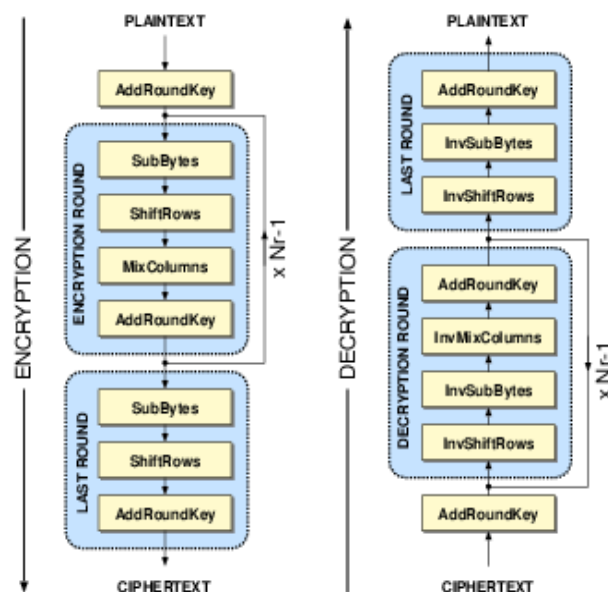 PLAINTEXT
AddRoundKey
SubBytes
ShiftRows
MixColumns
AddRoundKey
ENCRYPTION ROUND
x Nr-1
SubBytes
ShiftRows
AddRoundKey
LAST ROUND
CIPHERTEXT
ENCRYPTION
PLAINTEXT
AddRoundKey
InvSubBytes
InvShiftRows
LAST ROUND
AddRoundKey
InvMixColumns
InvSubBytes
InvShiftRows
DECRYPTION ROUND
x Nr-1
AddRoundKey
CIPHERTEXT
DECRYPTION